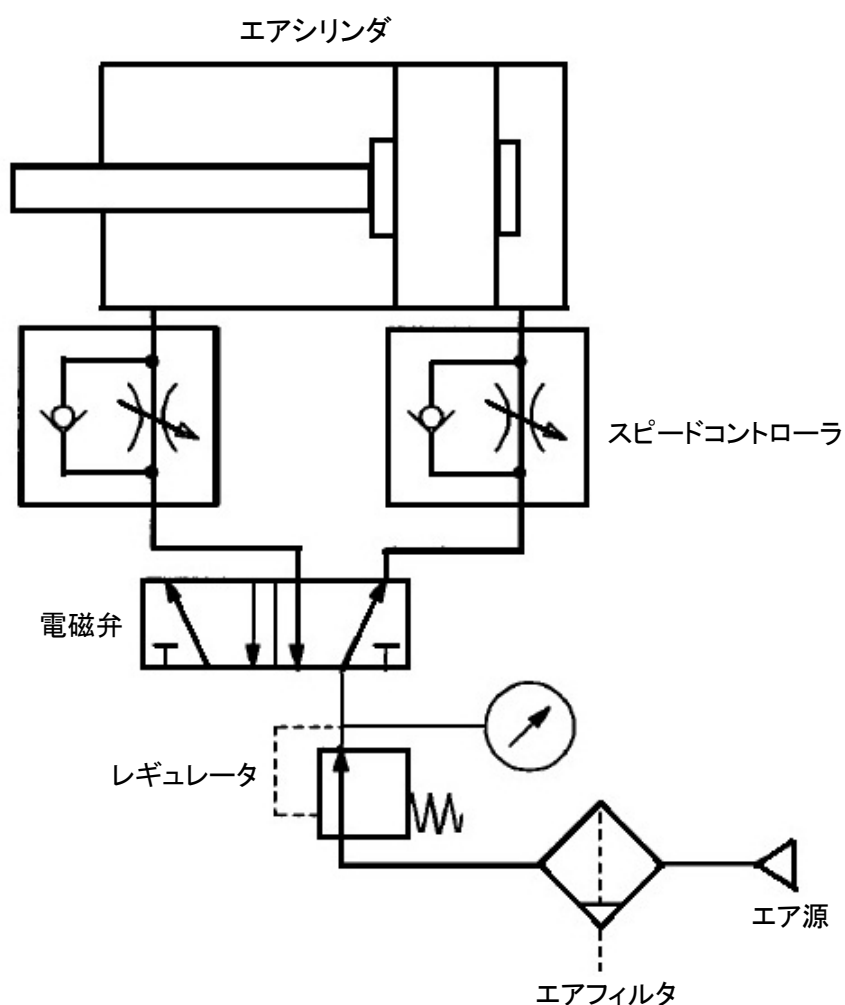 エアシリンダ
スピードコントローラ
電磁弁
レギュレータ
エア源
エアフィルタ